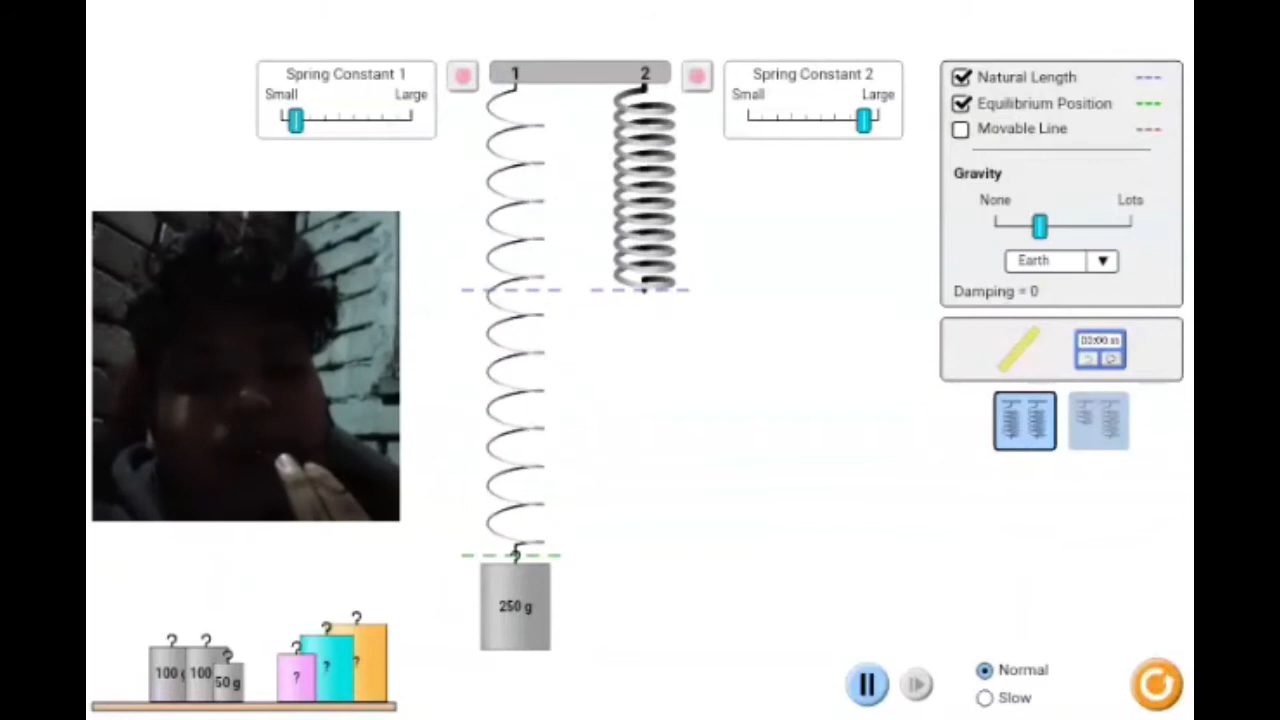 Spring Constant 1
Small Large
1 2
Spring Constant 2
Small Large
Natural Length
Equilibrium Position
Movable Line
Gravity
None Lots
Earth
Damping = 0
250 g
100
100
50 g
?
?
?
Normal
Slow